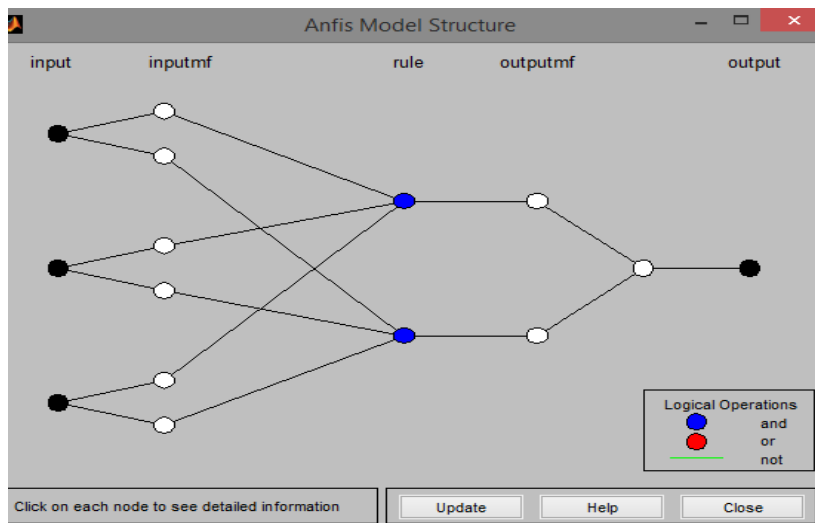 Anfis Model Structure
input inputmf rule outputmf output
Logical Operations
and
or
not
Click on each node to see detailed information
Update Help Close